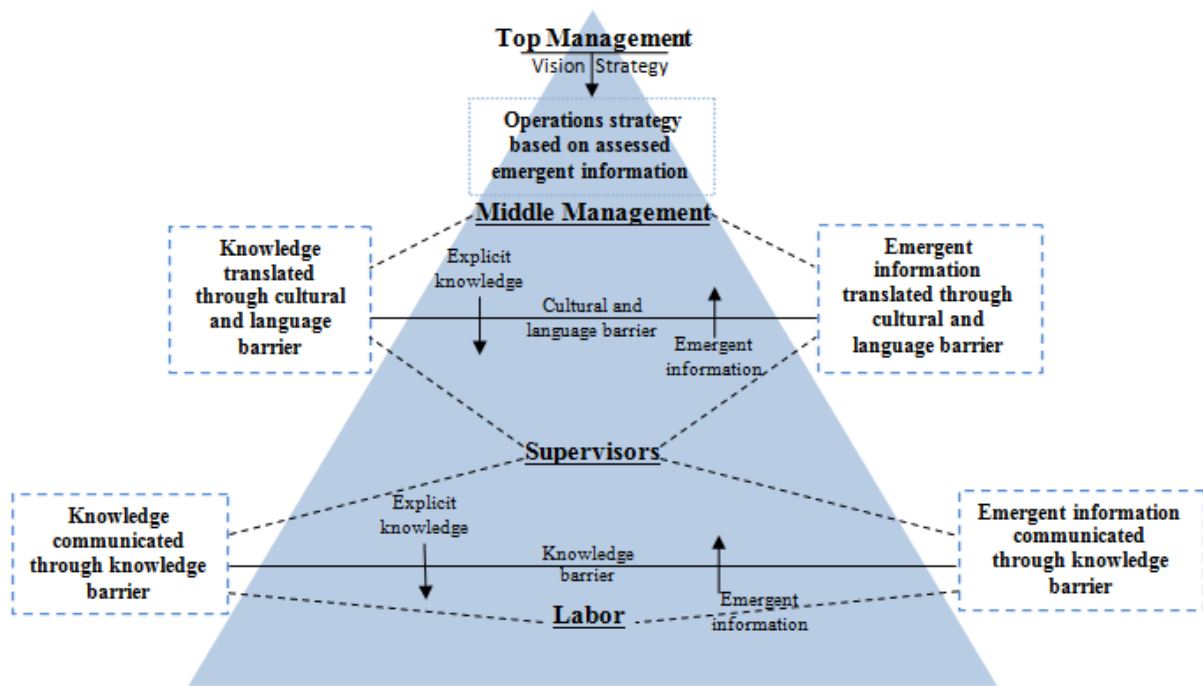 Top Management
Vision Strategy
Operations strategy
based on assessed
emergent information
Middle Management
Knowledge
translated
through cultural
and language
barrier
Explicit
knowledge
Cultural and
language barrier
Emergent
information
Emergent
information
translated through
cultural and
language barrier
Supervisors
Knowledge
communicated
through knowledge
barrier
Explicit
knowledge
Knowledge
barrier
Emergent
information
Emergent information
communicated
through knowledge
barrier
Labor